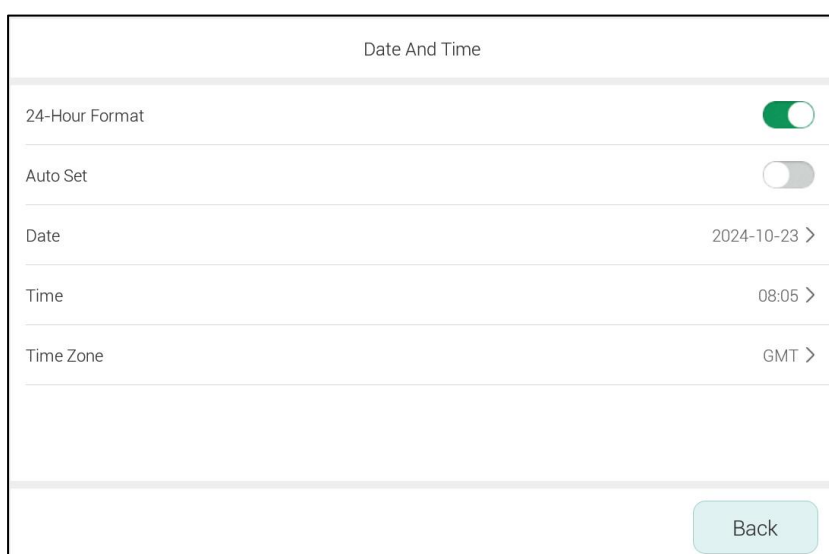 Date And Time
24-Hour Format
Auto Set
Date 2024-10-23
Time 08:05
Time Zone GMT
Back